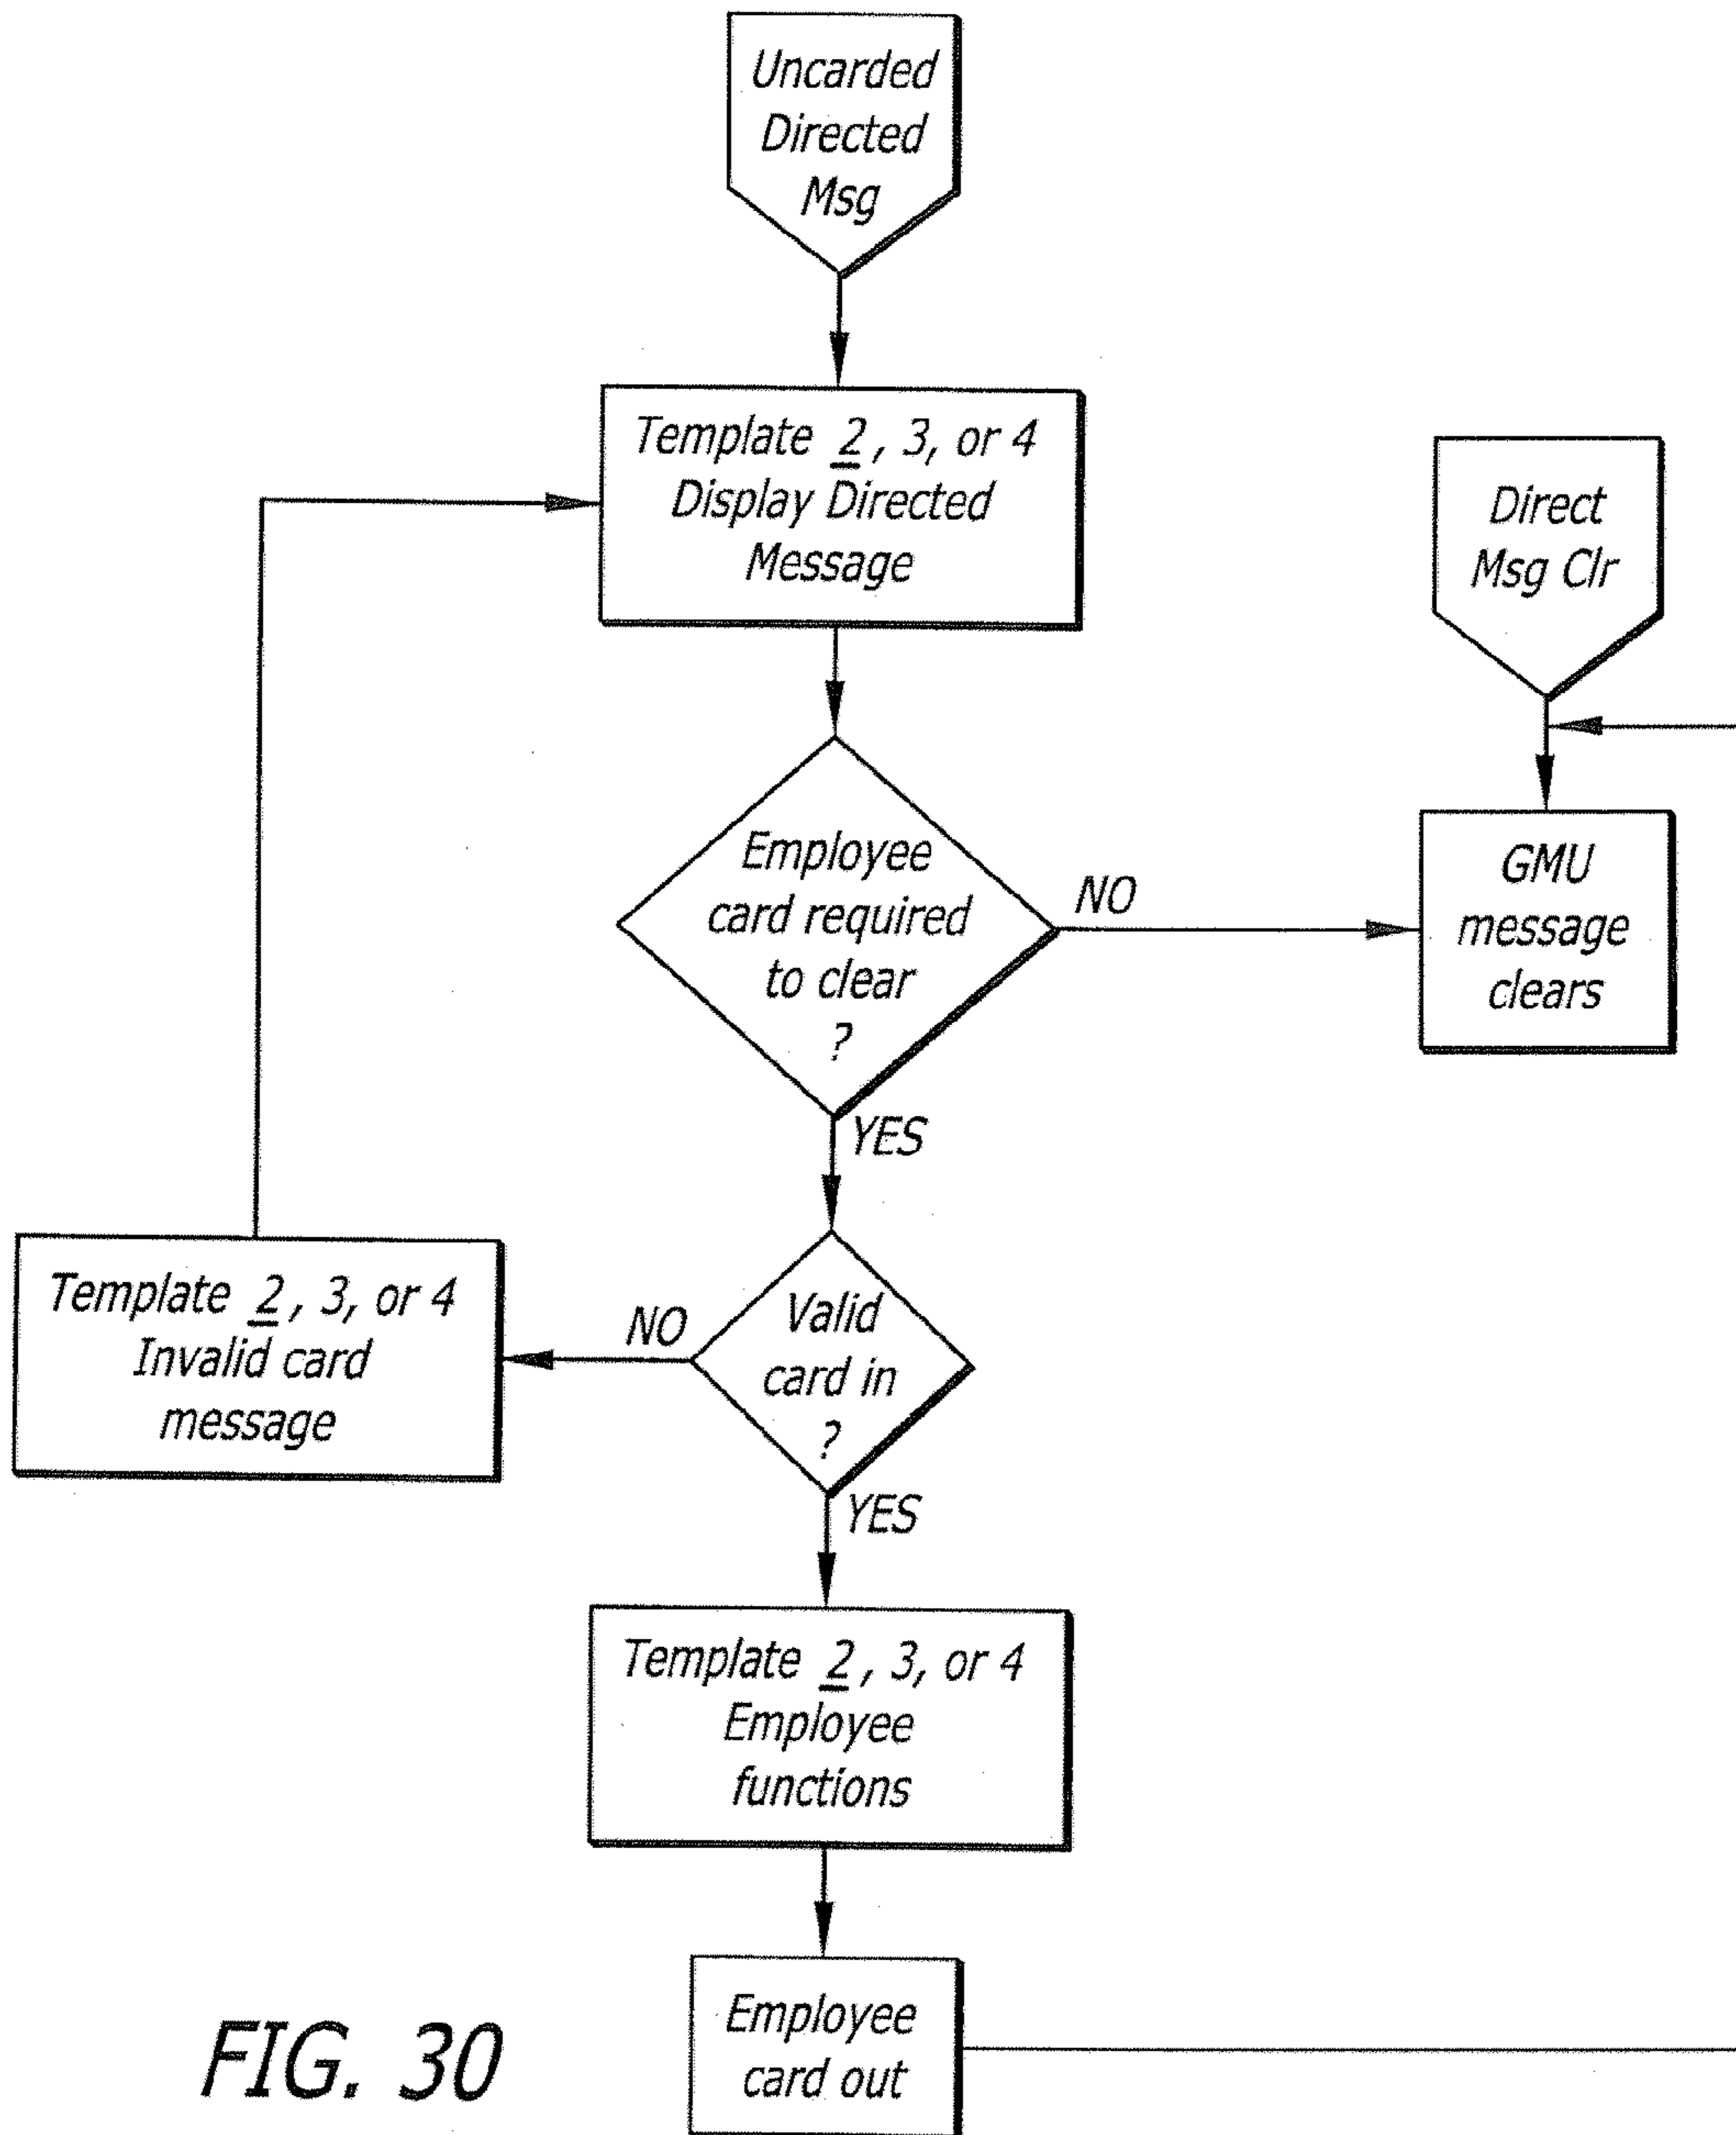 Uncarded
Directed
Msg
Template 2, 3, or 4
Display Directed
Message
Direct
Msg Clr
Employee
card required
to clear
?
NO
GMU
message
clears
YES
Template 2, 3, or 4
Invalid card
message
NO
Valid
card in
?
YES
Template 2, 3, or 4
Employee
functions
Employee
card out
FIG. 30